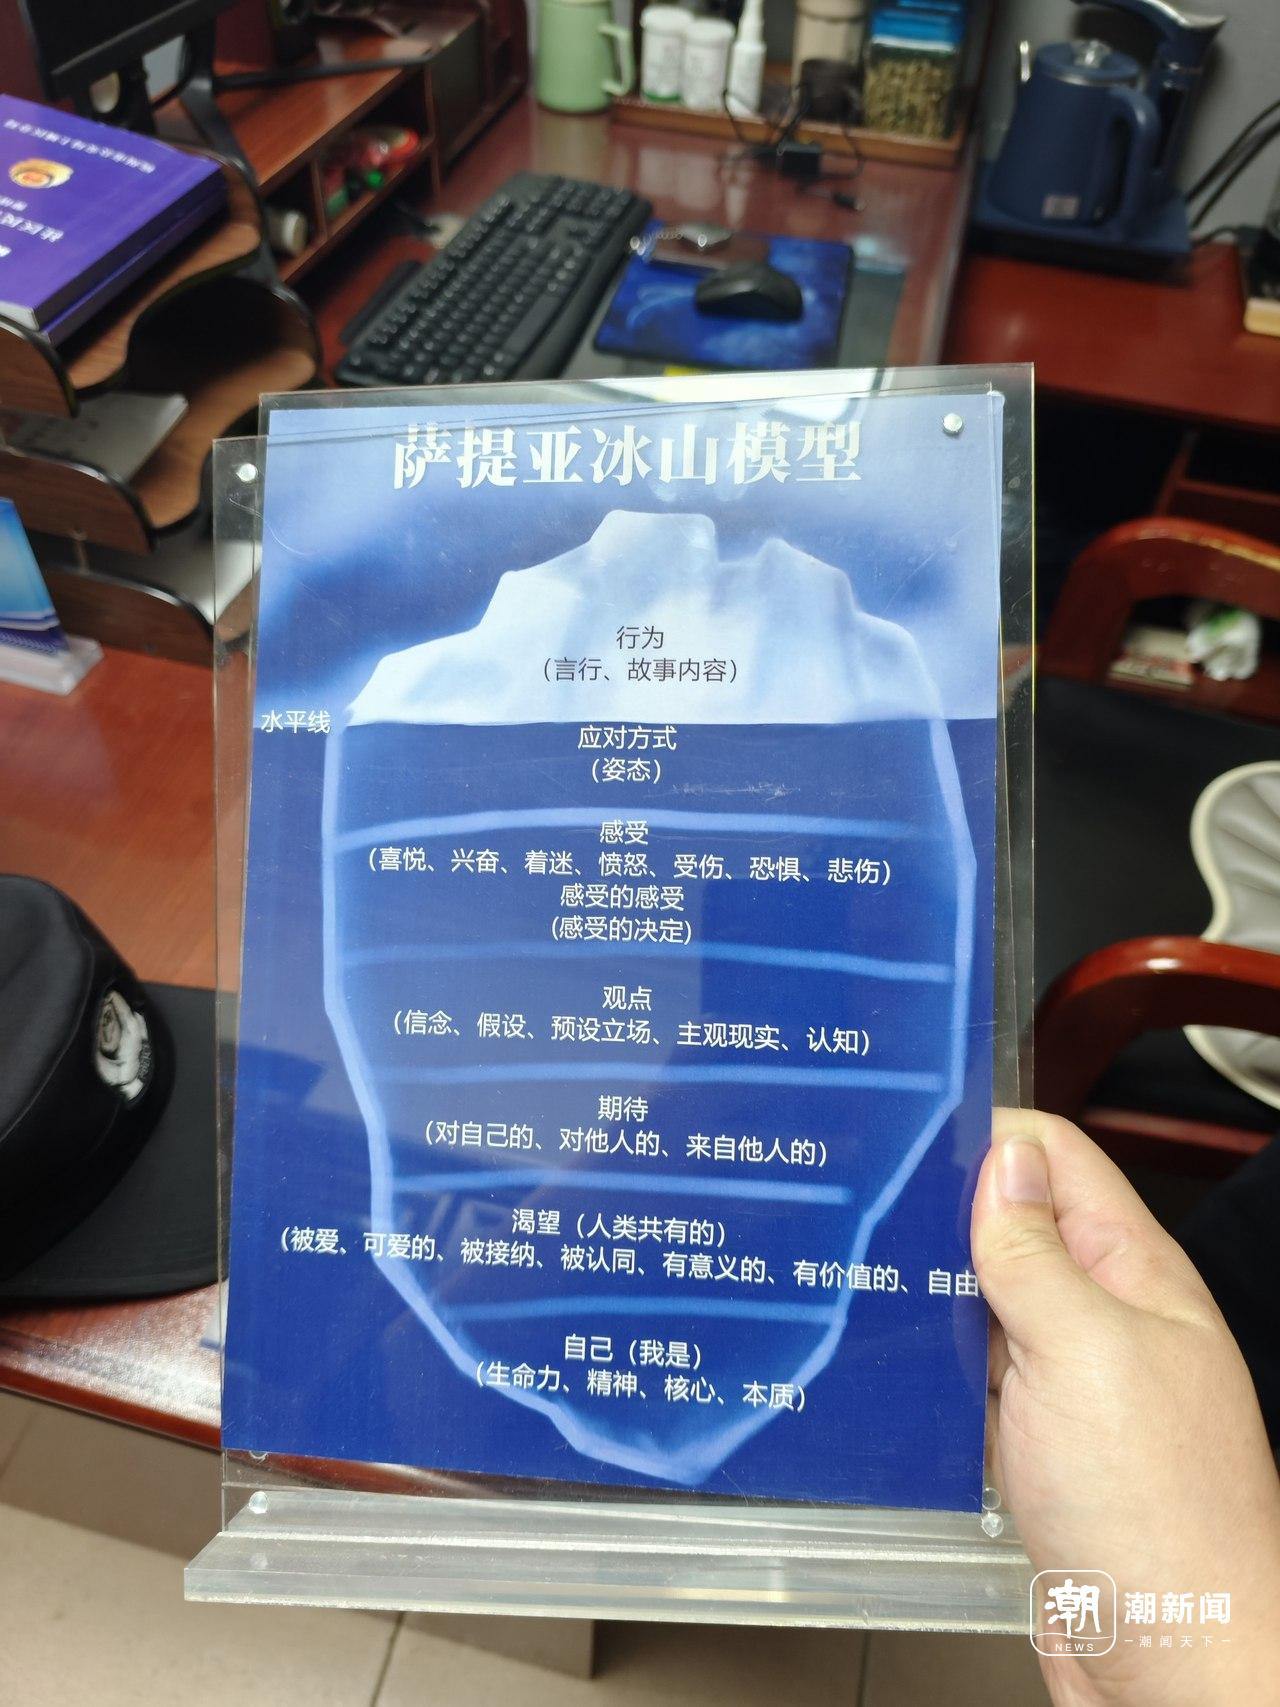 萨提亚冰山模型
行为
（言行、故事内容）
水平线
应对方式
（姿态）
感受
（喜悦、兴奋、着迷、愤怒、受伤、恐惧、悲伤）
感受的感受
(感受的决定)
观点
（信念、假设、预设立场、主观现实、认知）
期待
（对自己的、对他人的、来自他人的）
渴望（人类共有的）
（被爱、可爱的、被接纳、被认同、有意义的、有价值的、自由
自己（我是）
（生命力、精神、核心、本质）
潮
NEWS
潮新闻
潮闻天下